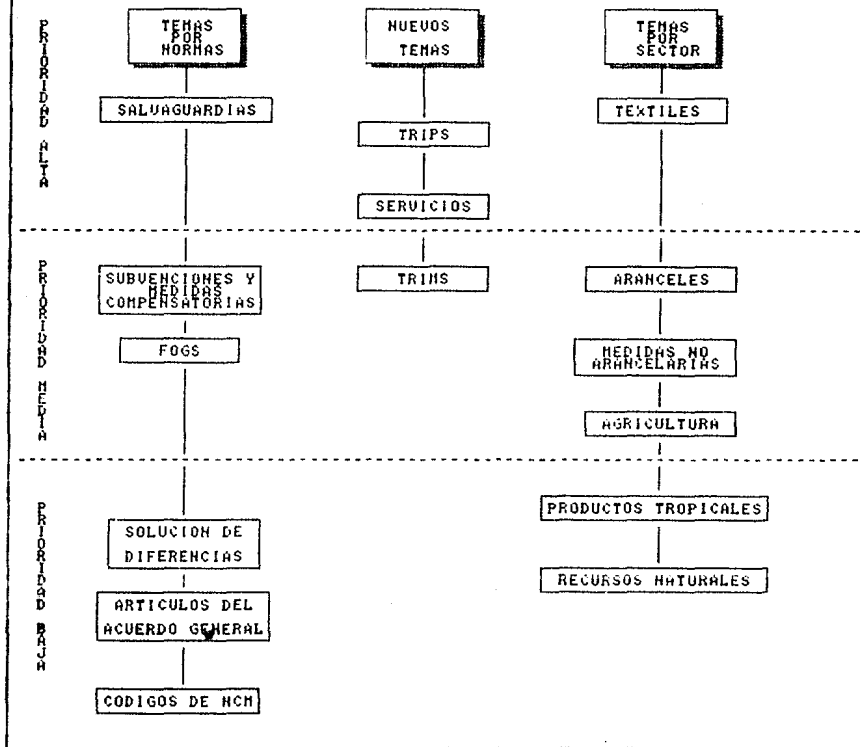 PRIORIDAD ALTA
TEMAS
POR
NORMAS
NUEVOS
TEMAS
TEMAS
POR
SECTOR
SALVAGUARDIAS
TEXTILES
TRIPS
SERVICIOS
PRIORIDAD MEDIA
SUBVENCIONES Y
MEDIDAS
COMPENSATORIAS
TRIMS
ARANCELES
FOGS
MEDIDAS NO
ARANCELARIAS
AGRICULTURA
PRIORIDAD BAJA
PRODUCTOS TROPICALES
SOLUCION DE
DIFERENCIAS
RECURSOS NATURALES
ARTICULOS DEL
ACUERDO GENERAL
CODIGOS DE NCM